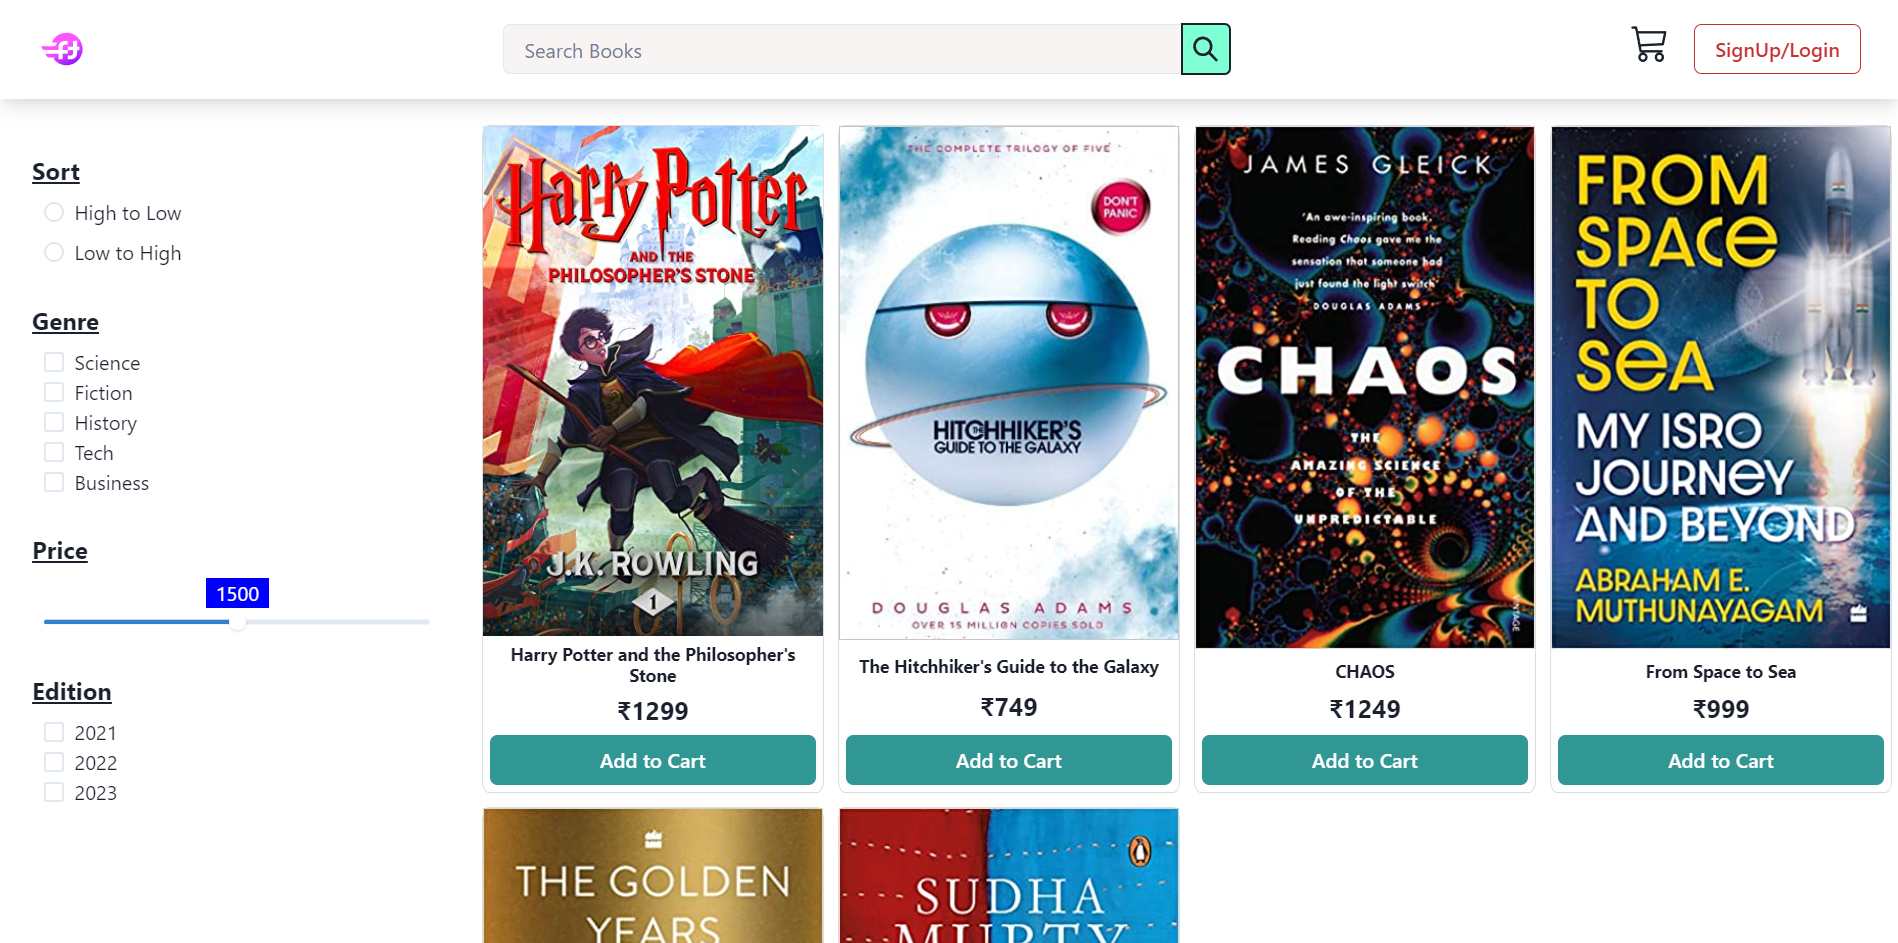 Search Books
SignUp/Login
Sort
High to Low
Low to High
Genre
Science
Fiction
History
Tech
Business
Price
1500
Edition
2021
2022
2023
Harry Potter
AND THE
PHILOSOPHER'S STONE
J.K. ROWLING
1
Harry Potter and the Philosopher's
Stone
₹1299
Add to Cart
THE COMPLETE TRILOGY OF FIVE
DON'T
PANIC
THE
HITCHHIKER'S
GUIDE TO THE GALAXY
DOUGLAS ADAMS
OVER 15 MILLION COPIES SOLD
The Hitchhiker's Guide to the Galaxy
₹749
Add to Cart
JAMES GLEICK
'An awe-inspiring book.
Reading Chaos gave me the
sensation that someone had
just found the light switch'
DOUGLAS ADAMS
CHAOS
THE
AMAZING SCIENCE
OF THE
UNPREDICTABLE
VINTAGE
CHAOS
₹1249
Add to Cart
FROM
SPACE
TO
SEA
MY ISRO
JOURNEY
AND BEYOND
ABRAHAM E.
MUTHUNAYAGAM
From Space to Sea
₹999
Add to Cart
THE GOLDEN
YEARS
SUDHA
MURTY